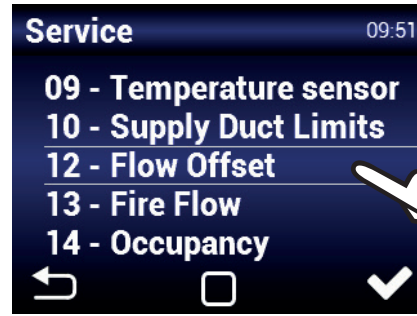 Service 09:51
09 - Temperature sensor
10 - Supply Duct Limits
12 - Flow Offset
13 - Fire Flow
14 - Occupancy